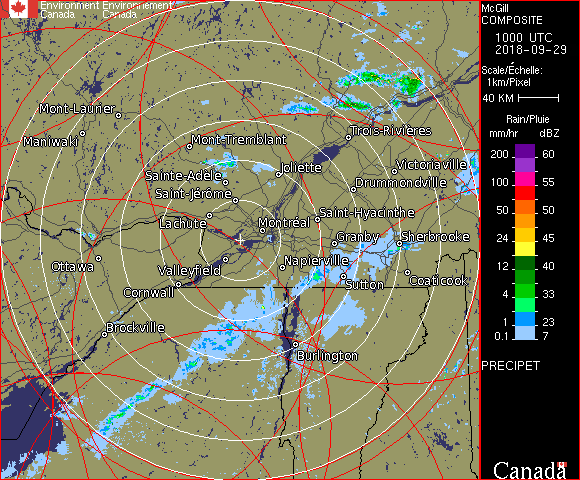 Environment Environnement
Canada Canada
McGill
COMPOSITE
1000 UTC
2018-09-29
Scale/Échelle:
1km/Pixel
40 KM
Rain/Pluie
mm/hr dBZ
200 60
100 55
50 50
24 45
12 40
4 33
1 23
0.1 7
PRECIPET
Canada
Mont-Laurier
Maniwaki
Mont-Tremblant
Trois-Rivières
Sainte-Adèle
Joliette
Victoriaville
Saint-Jérôme
Drummondville
Lachute
Montréal
Saint-Hyacinthe
Granby
Sherbrooke
Ottawa
Valleyfield
Napierville
Sutton
Coaticook
Cornwall
Brockville
Burlington